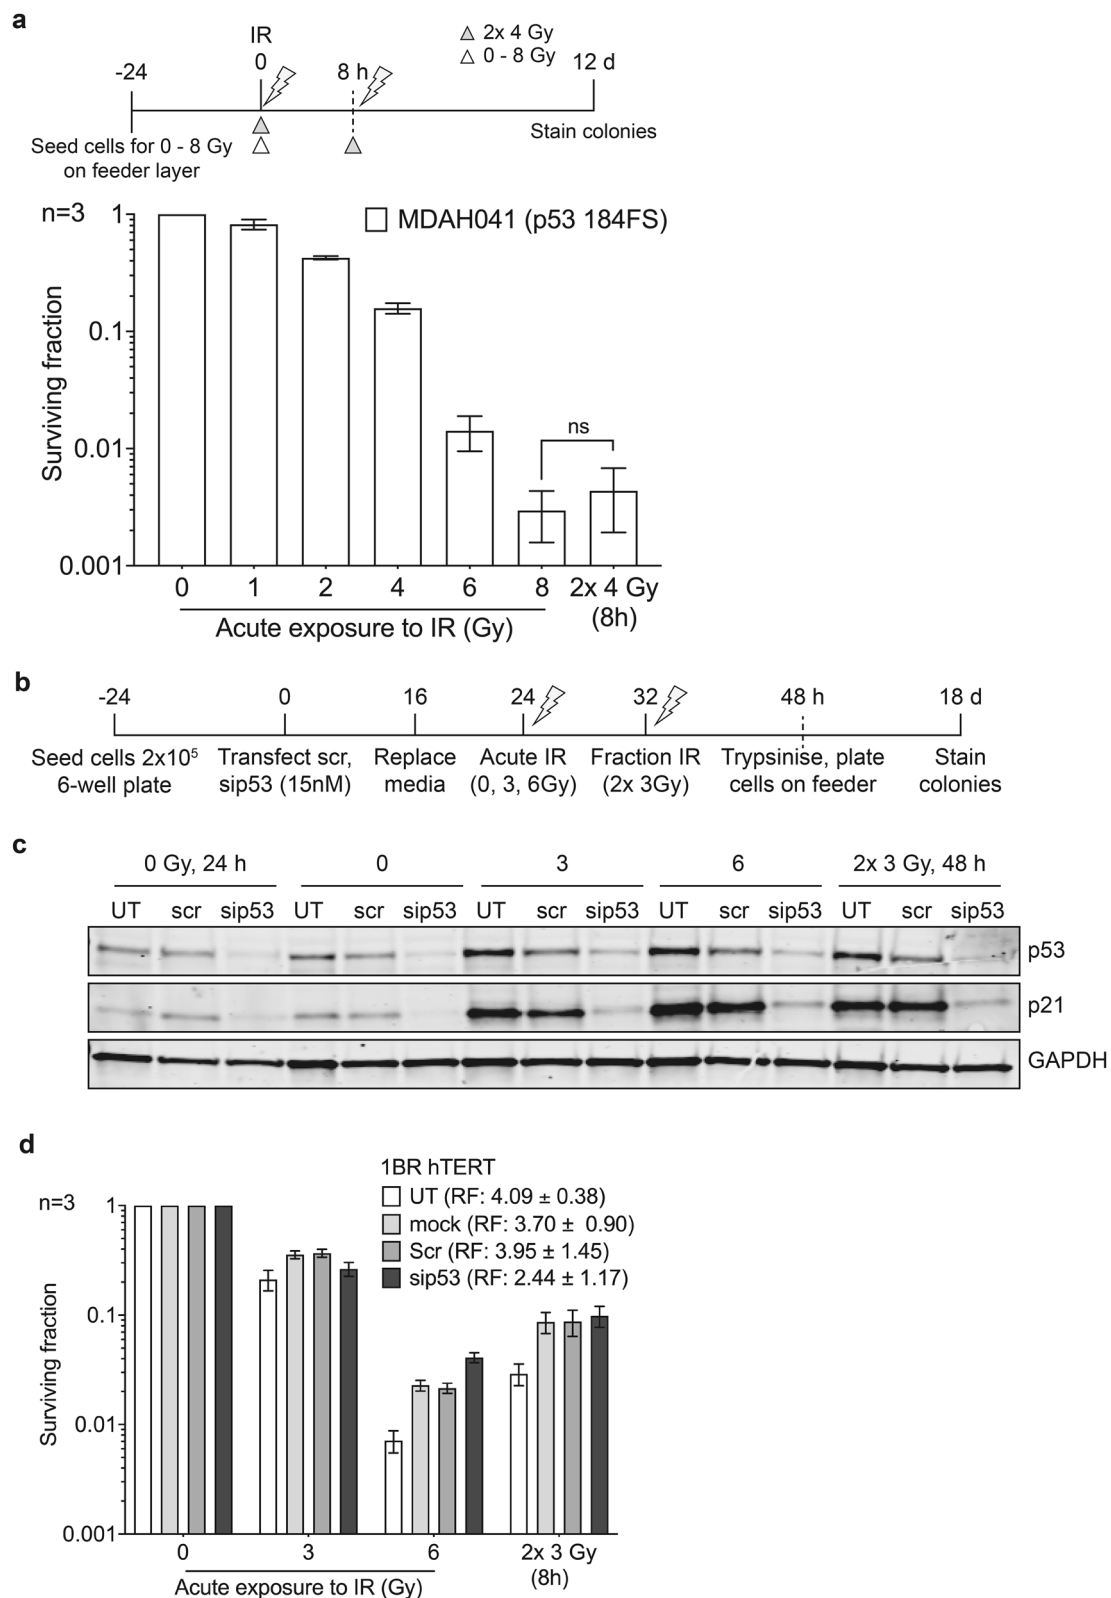 a
IR
0
-24
8 h
12 d
2x 4 Gy
0 - 8 Gy
Seed cells for 0 - 8 Gy
on feeder layer
Stain colonies
n=3
MDAH041 (p53 184FS)
Surviving fraction
1
0.1
0.01
0.001
ns
0 1 2 4 6 8 2x 4 Gy
(8h)
Acute exposure to IR (Gy)
b
-24 0 16 24 32 48 h 18 d
Seed cells 2x10⁵
6-well plate
Transfect scr,
sip53 (15nM)
Replace
media
Acute IR
(0, 3, 6Gy)
Fraction IR
(2x 3Gy)
Trypsinise, plate
cells on feeder
Stain
colonies
c
0 Gy, 24 h 0 3 6 2x 3 Gy, 48 h
UT scr sip53 UT scr sip53 UT scr sip53 UT scr sip53 UT scr sip53
p53
p21
GAPDH
d
1BR hTERT
n=3
UT (RF: 4.09 ± 0.38)
mock (RF: 3.70 ± 0.90)
Scr (RF: 3.95 ± 1.45)
sip53 (RF: 2.44 ± 1.17)
Surviving fraction
1
0.1
0.01
0.001
0 3 6 2x 3 Gy
(8h)
Acute exposure to IR (Gy)